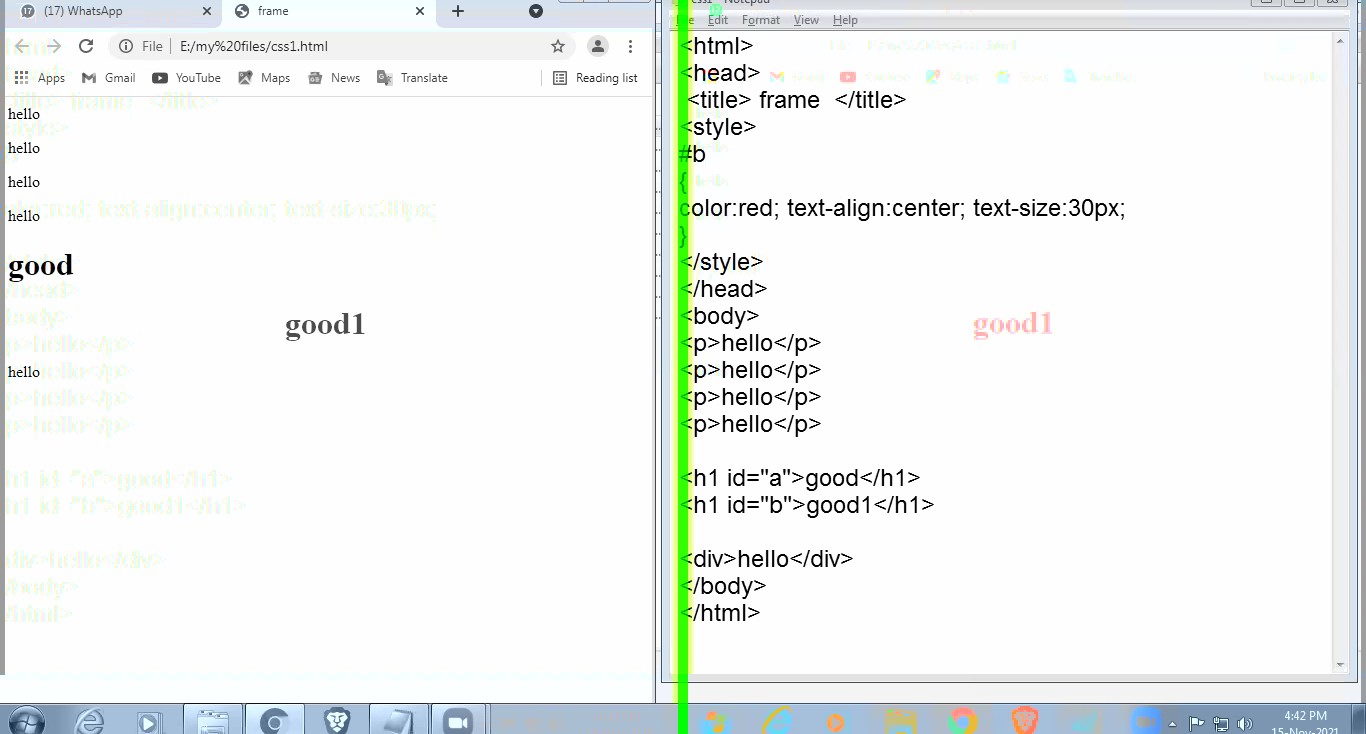 (17) WhatsApp
frame
File E:/my%20files/css1.html
Apps Gmail YouTube Maps News Translate Reading list
hello
hello
hello
hello
good
good1
hello
css1 - Notepad
Edit Format View Help
<html>
<head>
<title> frame </title>
<style>
#b
{
color:red; text-align:center; text-size:30px;
}
</style>
</head>
<body>
<p>hello</p>
<p>hello</p>
<p>hello</p>
<p>hello</p>
<h1 id="a">good</h1>
<h1 id="b">good1</h1>
<div>hello</div>
</body>
</html>
good1
4:42 PM
15-Nov-2021